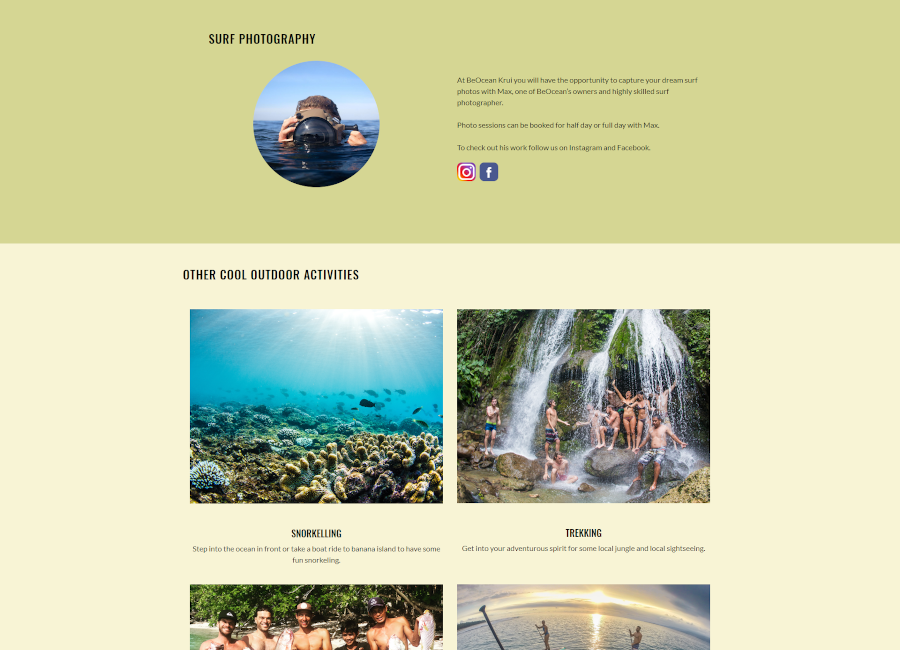 SURF PHOTOGRAPHY
At BeOcean Krui you will have the opportunity to capture your dream surf
photos with Max, one of BeOcean's owners and highly skilled surf
photographer.
Photo sessions can be booked for half day or full day with Max.
To check out his work follow us on Instagram and Facebook.
OTHER COOL OUTDOOR ACTIVITIES
SNORKELLING
Step into the ocean in front or take a boat ride to banana island to have some
fun snorkeling.
TREKKING
Get into your adventurous spirit for some local jungle and local sightseeing.